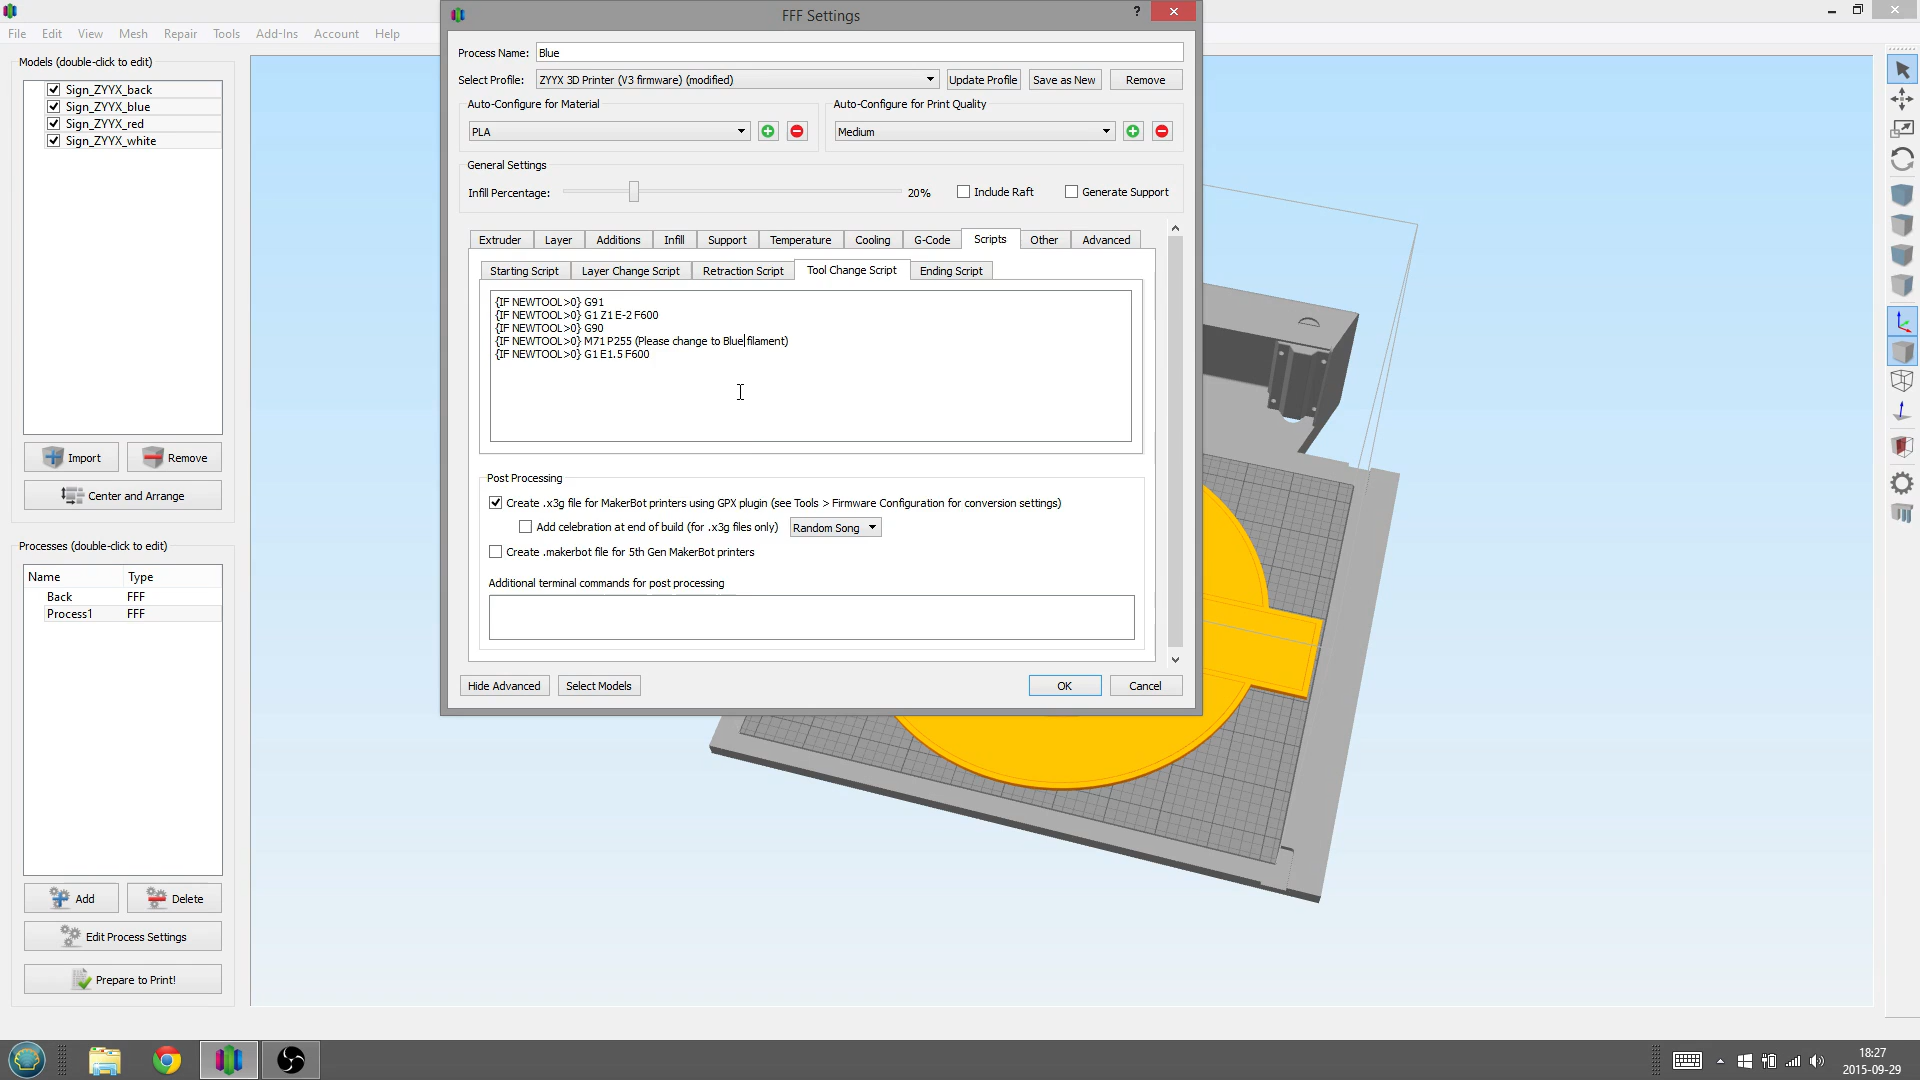 FFF Settings
?
File Edit View Mesh Repair Tools Add-Ins Account Help
Models (double-click to edit)
Sign_ZYYX_back
Sign_ZYYX_blue
Sign_ZYYX_red
Sign_ZYYX_white
Import Remove
Center and Arrange
Processes (double-click to edit)
Name Type
Back FFF
Process1 FFF
Add Delete
Edit Process Settings
Prepare to Print!
Process Name: Blue
Select Profile: ZYYX 3D Printer (V3 firmware) (modified) Update Profile Save as New Remove
Auto-Configure for Material Auto-Configure for Print Quality
PLA Medium
General Settings
Infill Percentage: 20% Include Raft Generate Support
Extruder Layer Additions Infill Support Temperature Cooling G-Code Scripts Other Advanced
Starting Script Layer Change Script Retraction Script Tool Change Script Ending Script
{IF NEWTOOL>0} G91
{IF NEWTOOL>0} G1 Z1 E-2 F600
{IF NEWTOOL>0} G90
{IF NEWTOOL>0} M71 P255 (Please change to Blue filament)
{IF NEWTOOL>0} G1 E1.5 F600
Post Processing
Create .x3g file for MakerBot printers using GPX plugin (see Tools > Firmware Configuration for conversion settings)
Add celebration at end of build (for .x3g files only) Random Song
Create .makerbot file for 5th Gen MakerBot printers
Additional terminal commands for post processing
Hide Advanced Select Models OK Cancel
18:27
2015-09-29